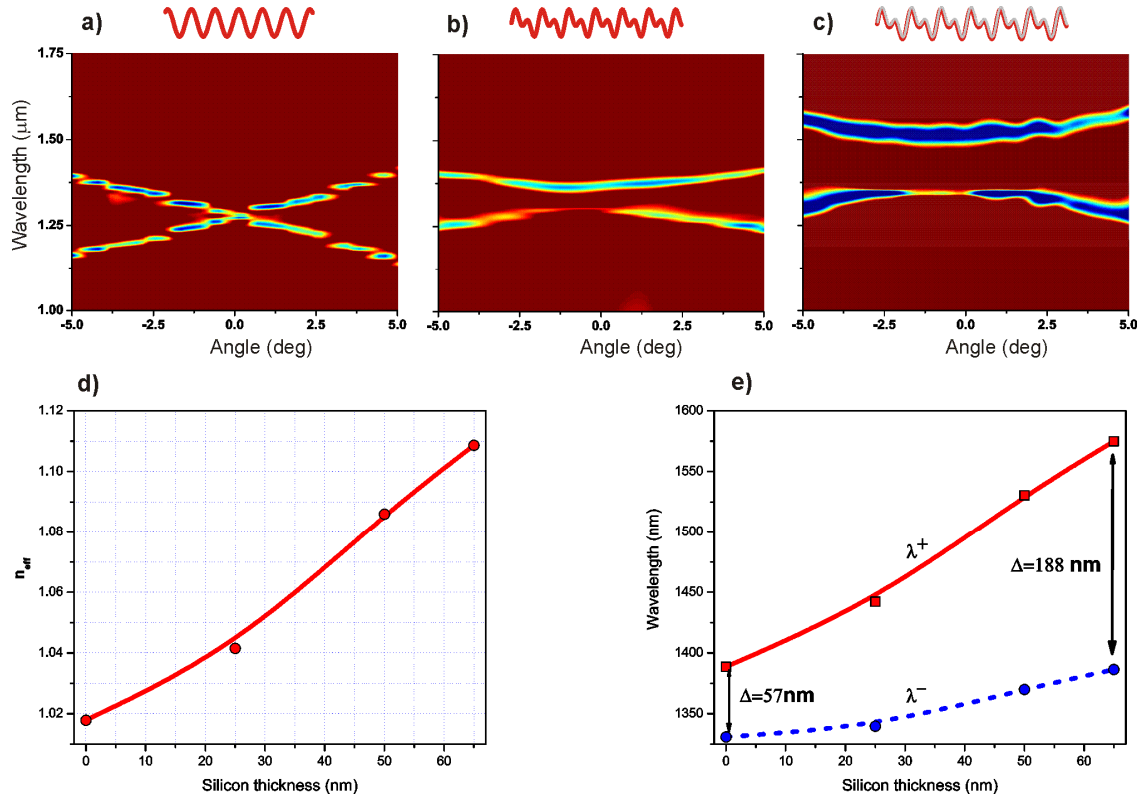 a)
b)
c)
Wavelength (μm)
1.75
1.50
1.25
1.00
-5.0 -2.5 0.0 2.5 5.0
Angle (deg)
-5.0 -2.5 0.0 2.5 5.0
Angle (deg)
-5.0 -2.5 0.0 2.5 5.0
Angle (deg)
d)
n_eff
1.12
1.10
1.08
1.06
1.04
1.02
0 10 20 30 40 50 60
Silicon thickness (nm)
e)
Wavelength (nm)
1600
1550
1500
1450
1400
1350
λ+
Δ=188 nm
Δ=57nm
λ−
0 10 20 30 40 50 60
Silicon thickness (nm)